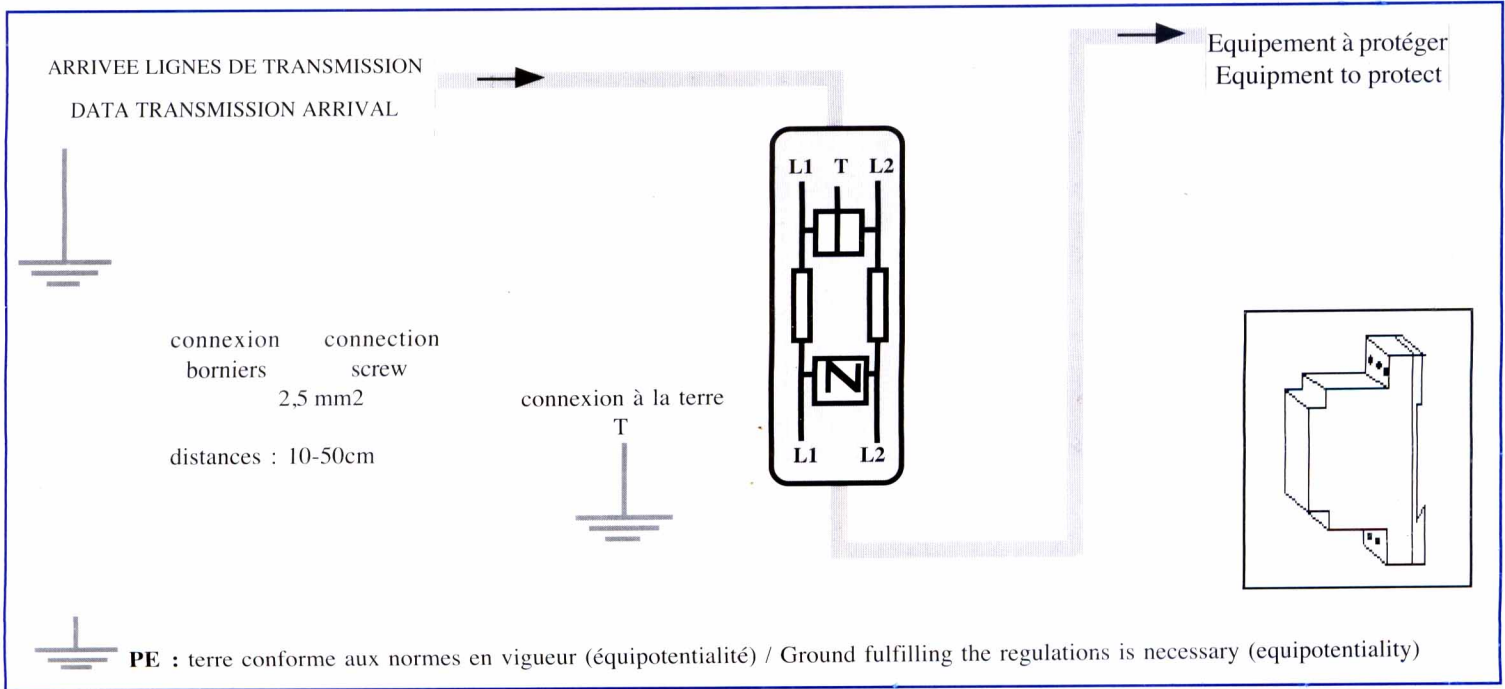 ARRIVEE LIGNES DE TRANSMISSION
DATA TRANSMISSION ARRIVAL
Equipement à protéger
Equipment to protect
L1 T L2
L1 L2
connexion connection
borniers screw
2,5 mm2
distances : 10-50cm
connexion à la terre
T
PE : terre conforme aux normes en vigueur (équipotentialité) / Ground fulfilling the regulations is necessary (equipotentiality)